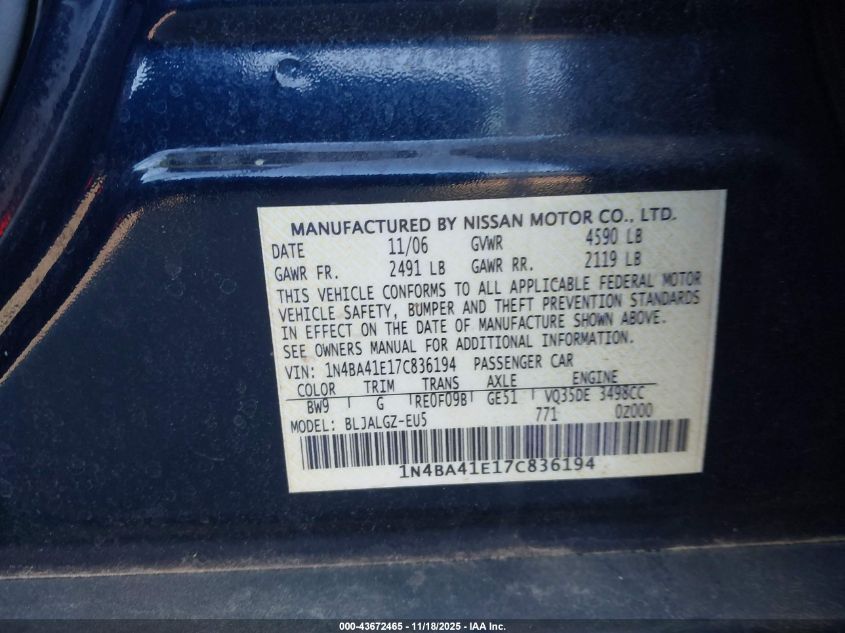 MANUFACTURED BY NISSAN MOTOR CO., LTD.
DATE 11/06 GVWR 4590 LB
GAWR FR. 2491 LB GAWR RR. 2119 LB
THIS VEHICLE CONFORMS TO ALL APPLICABLE FEDERAL MOTOR
VEHICLE SAFETY, BUMPER AND THEFT PREVENTION STANDARDS
IN EFFECT ON THE DATE OF MANUFACTURE SHOWN ABOVE.
SEE OWNERS MANUAL FOR ADDITIONAL INFORMATION.
VIN: 1N4BA41E17C836194 PASSENGER CAR
COLOR TRIM TRANS AXLE ENGINE
BW9 G RE0F09B GE51 VQ35DE 3498CC
MODEL: BLJALGZ-EU5 771 0Z000
1N4BA41E17C836194
000-43672465 - 11/18/2025 - IAA Inc.